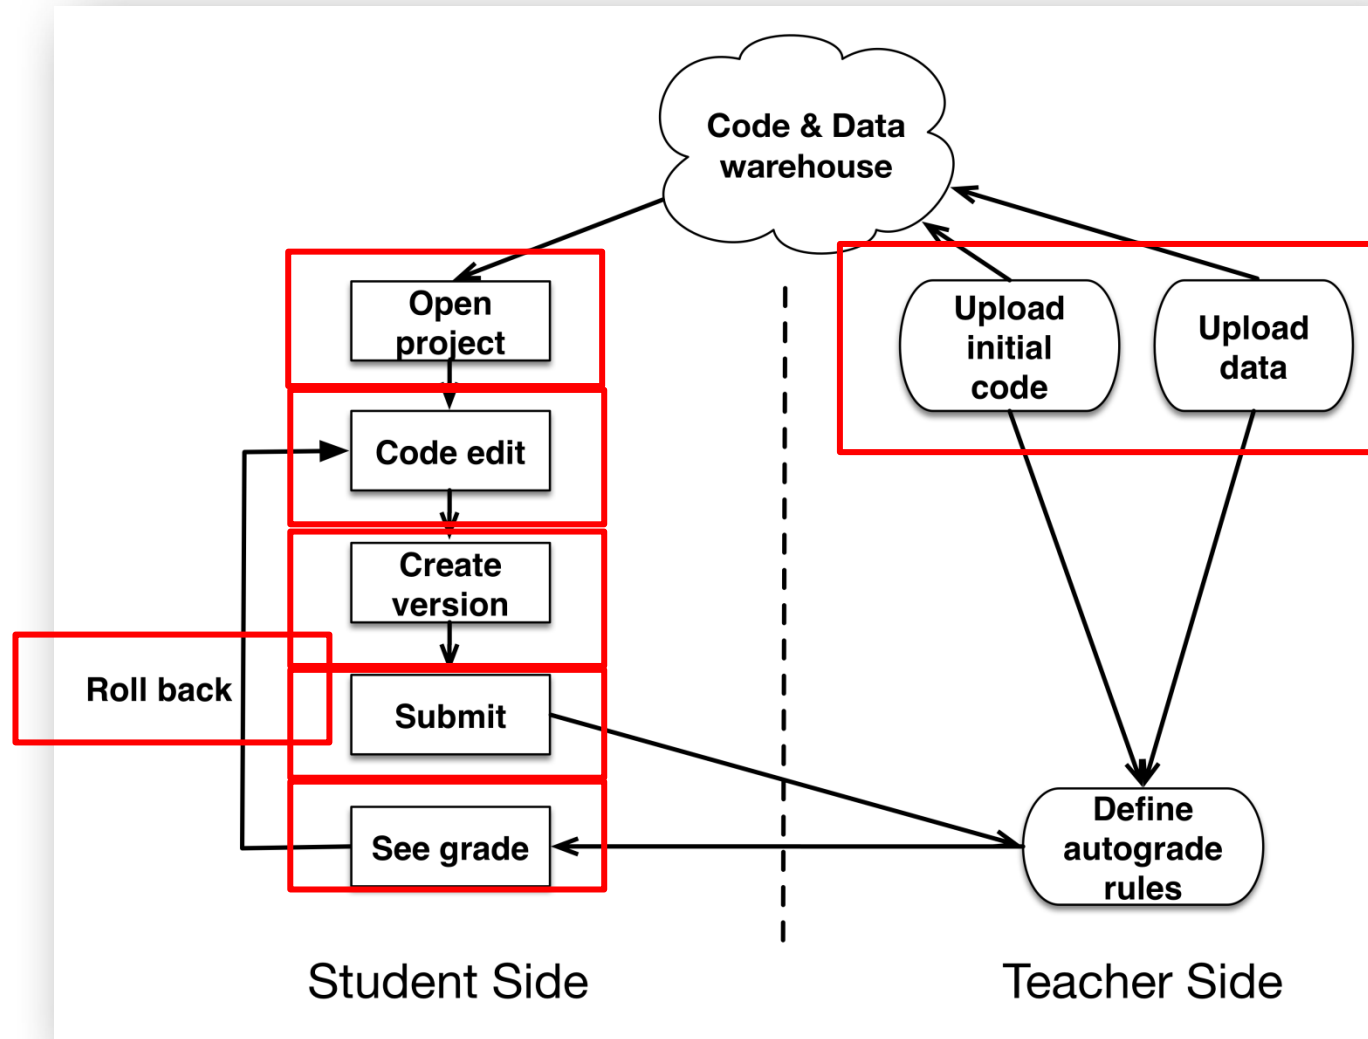 Code & Data
warehouse
Open
project
Code edit
Create
version
Roll back
Submit
See grade
Upload
initial
code
Upload
data
Define
autograde
rules
Student Side
Teacher Side